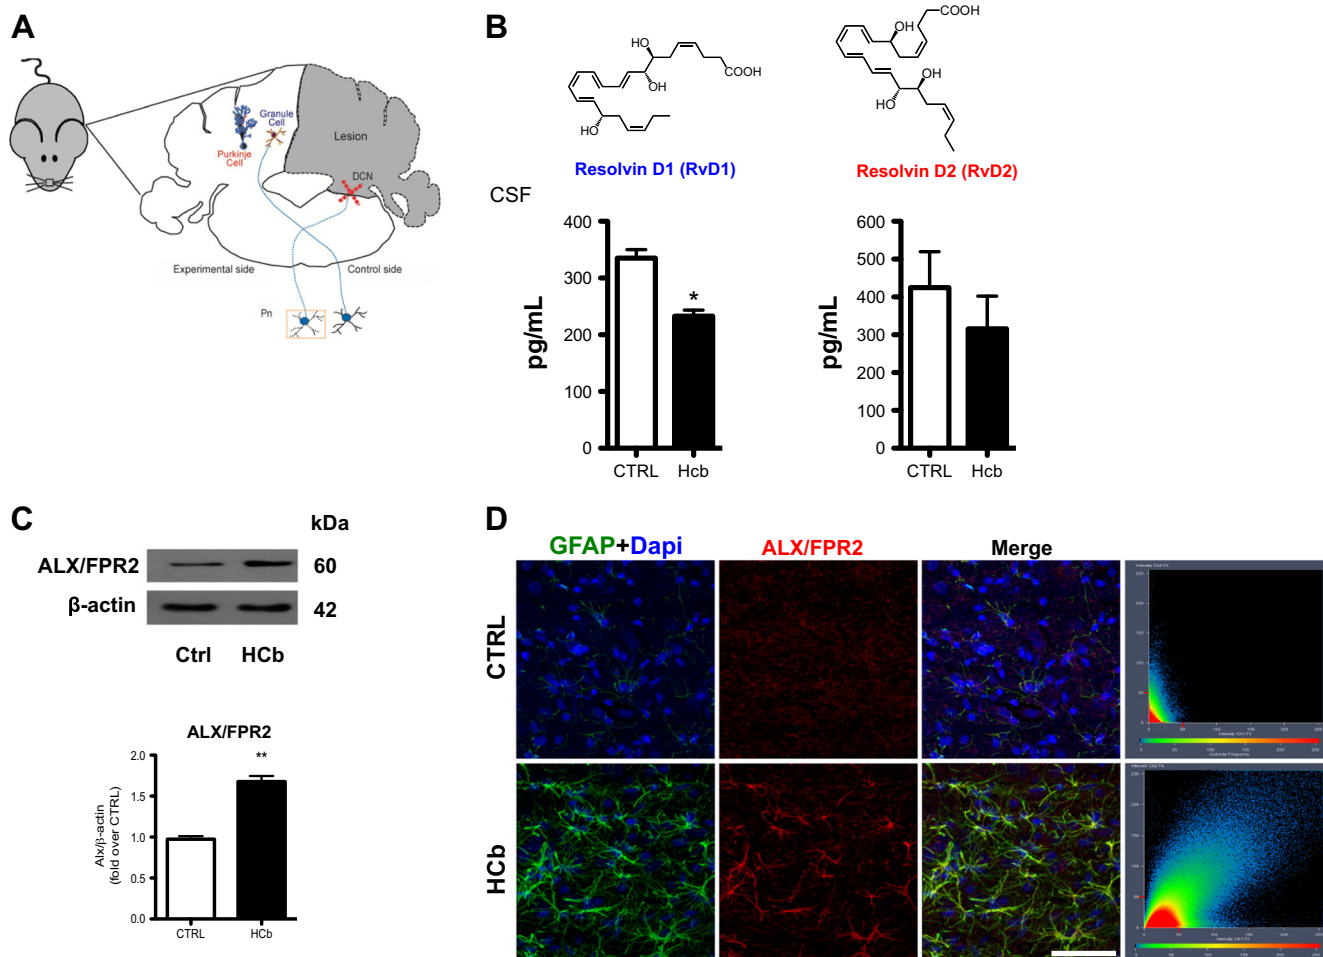 A
Granule
Cell
Purkinje
Cell
Lesion
DCN
Experimental side
Control side
Pn
B
HO
OH
COOH
HO
Resolvin D1 (RvD1)
COOH
OH
OH
HO
Resolvin D2 (RvD2)
CSF
pg/mL
400
300
200
100
0
*
CTRL
Hcb
pg/mL
600
500
400
300
200
100
0
CTRL
Hcb
C
kDa
ALX/FPR2
60
β-actin
42
Ctrl
HCb
ALX/FPR2
Alx/β-actin
(fold over CTRL)
2.0
1.5
1.0
0.5
0.0
**
CTRL
HCb
D
GFAP+Dapi
ALX/FPR2
Merge
CTRL
HCb